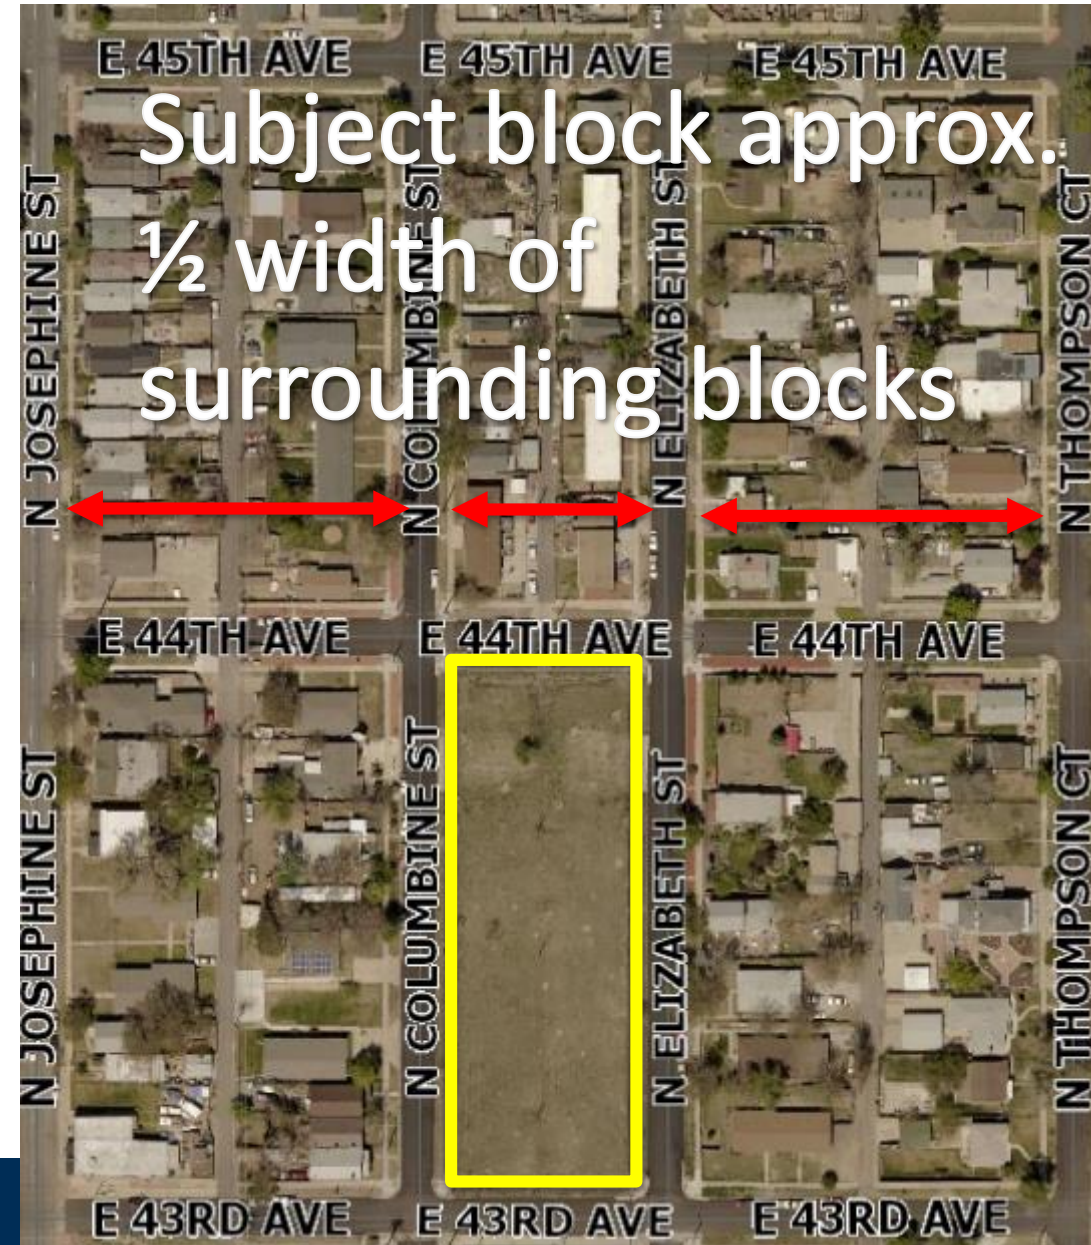 E 45TH AVE E 45TH AVE E 45TH AVE
Subject block approx.
½ width of
surrounding blocks
N JOSEPHINE ST
N COLUMBINE ST
N ELIZABETH ST
N THOMPSON CT
E 44TH AVE E 44TH AVE E 44TH AVE
N JOSEPHINE ST
N COLUMBINE ST
N ELIZABETH ST
N THOMPSON CT
E 43RD AVE E 43RD AVE E 43RD AVE